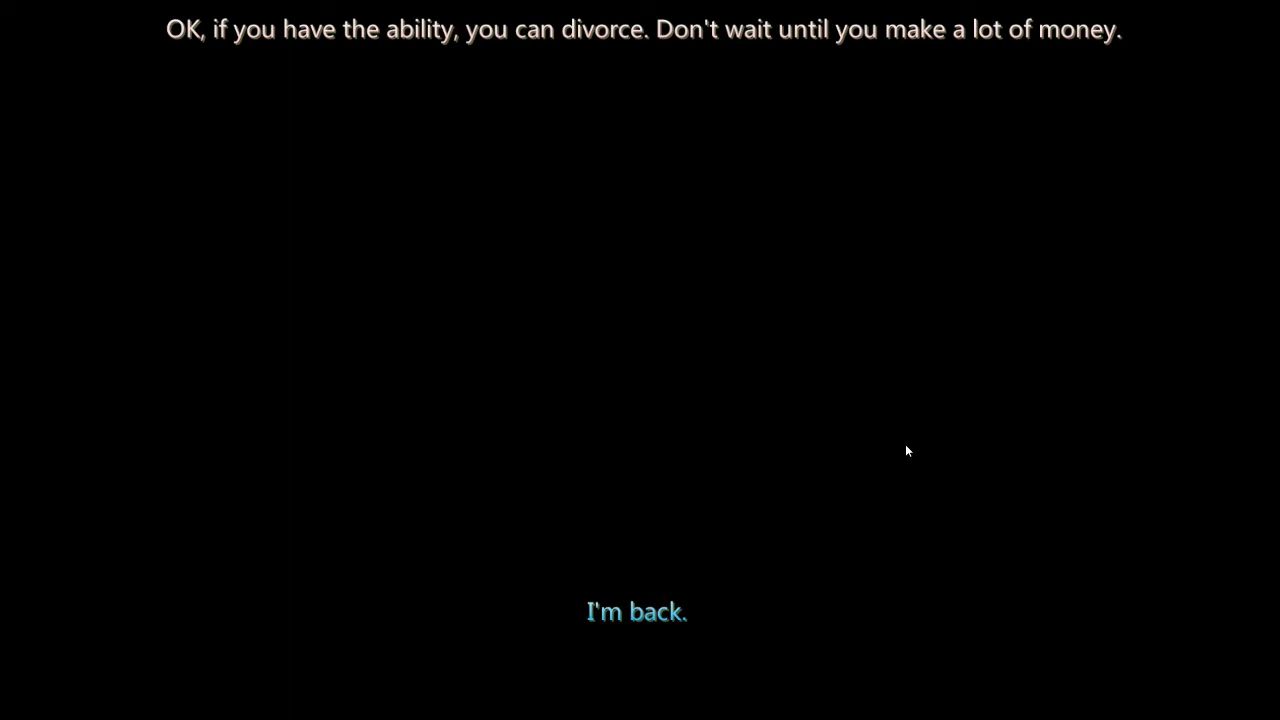 OK, if you have the ability, you can divorce. Don't wait until you make a lot of money.
I'm back.